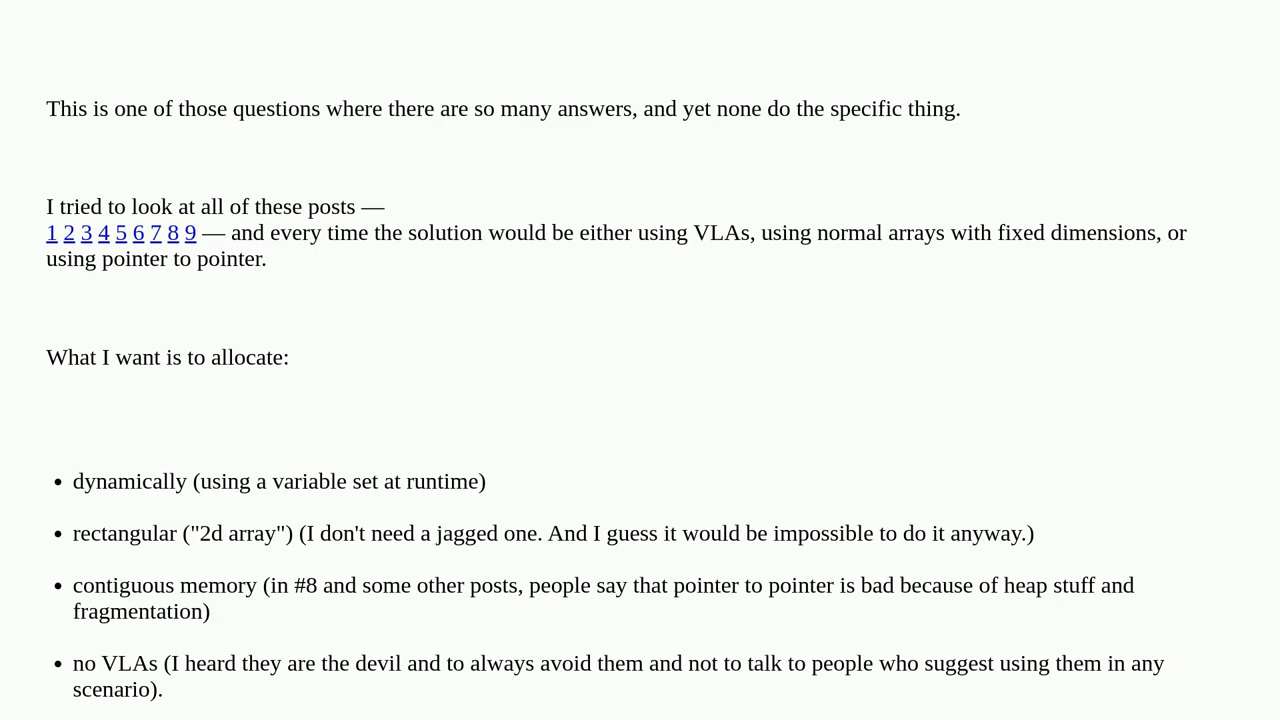 This is one of those questions where there are so many answers, and yet none do the specific thing.
I tried to look at all of these posts —
1 2 3 4 5 6 7 8 9 — and every time the solution would be either using VLAs, using normal arrays with fixed dimensions, or
using pointer to pointer.
What I want is to allocate:
• dynamically (using a variable set at runtime)
• rectangular ("2d array") (I don't need a jagged one. And I guess it would be impossible to do it anyway.)
• contiguous memory (in #8 and some other posts, people say that pointer to pointer is bad because of heap stuff and
fragmentation)
• no VLAs (I heard they are the devil and to always avoid them and not to talk to people who suggest using them in any
scenario).